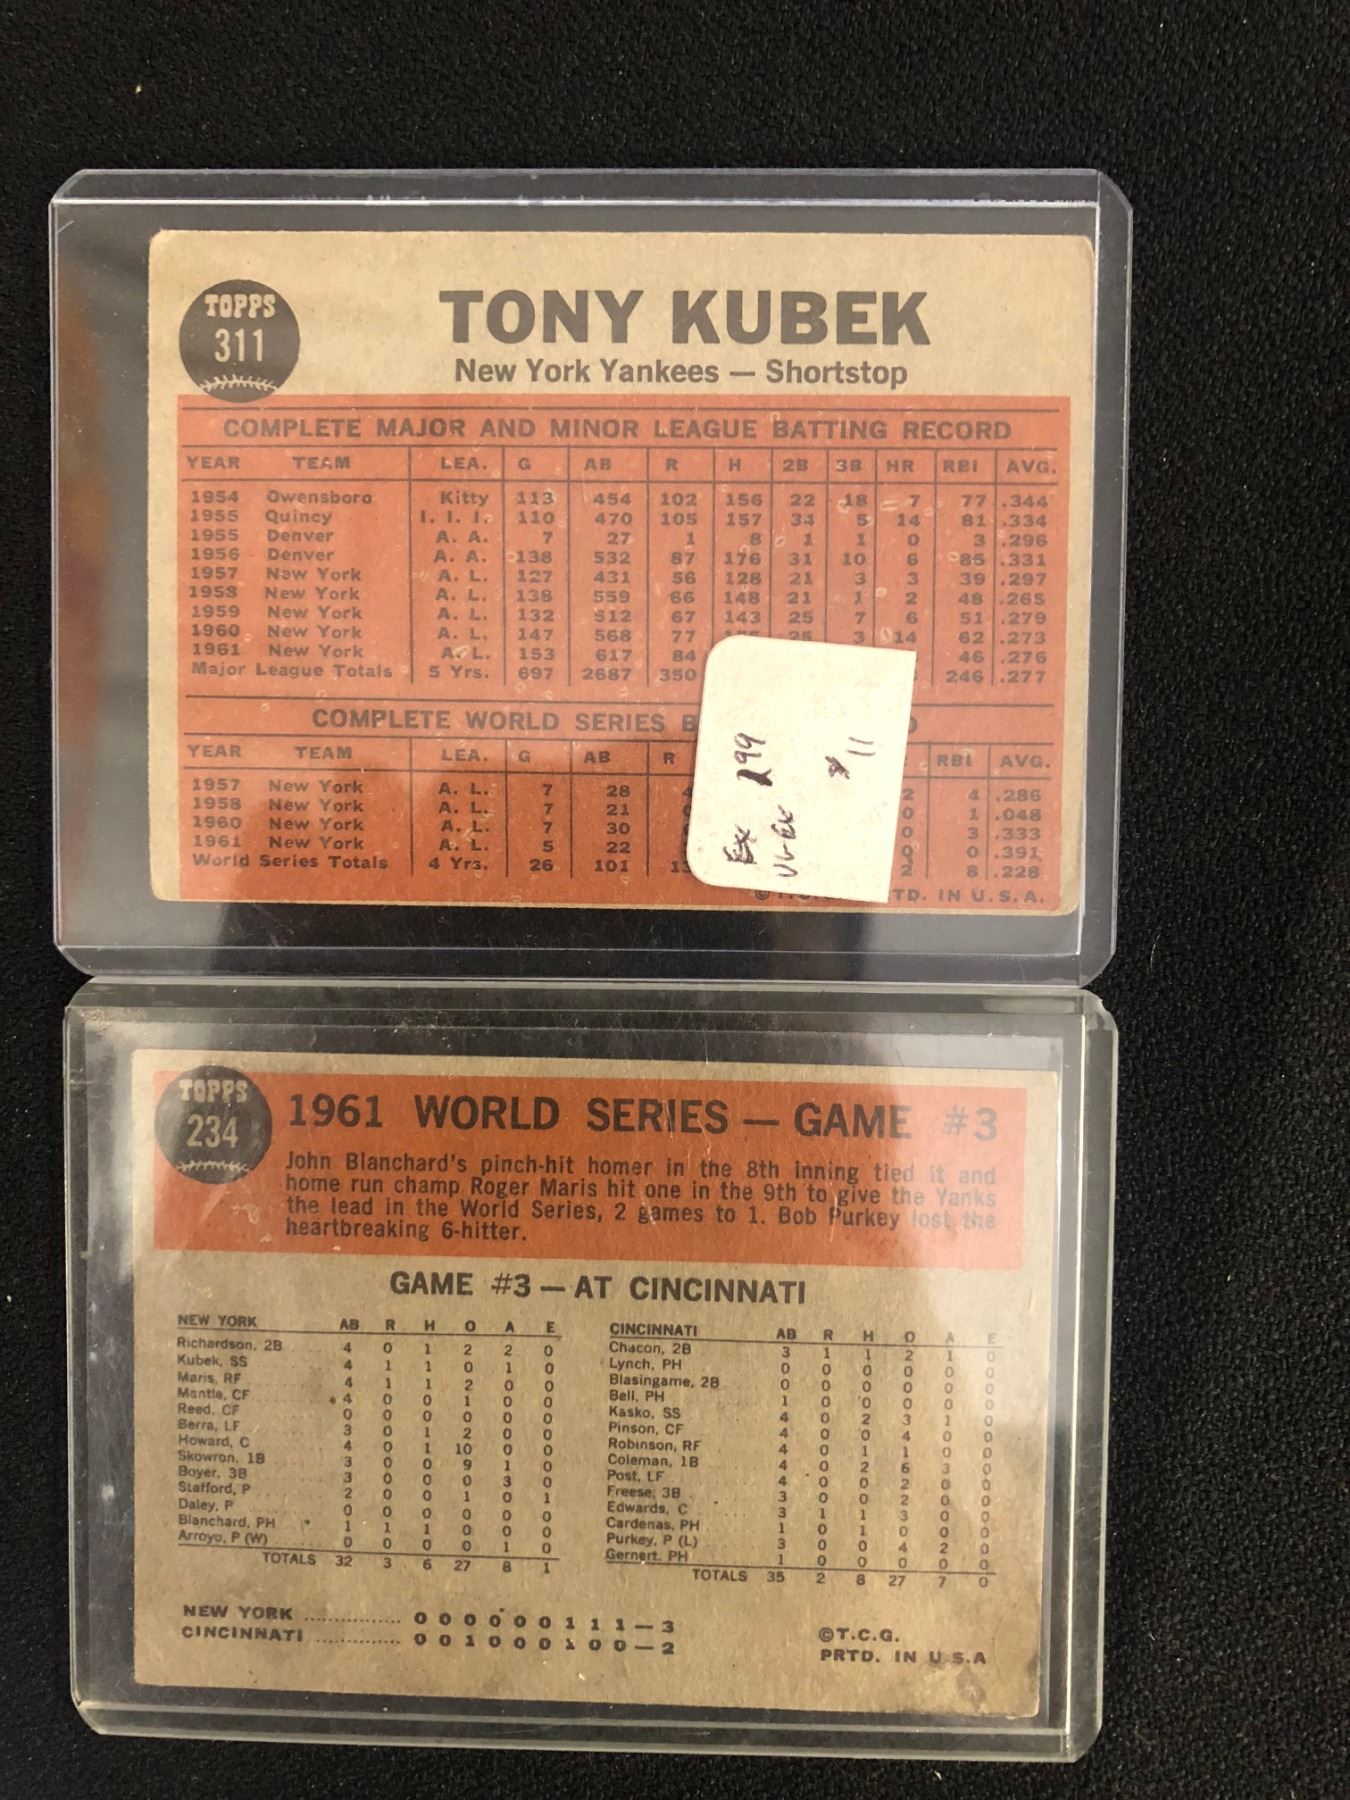 TOPPS
311
TONY KUBEK
New York Yankees — Shortstop
COMPLETE MAJOR AND MINOR LEAGUE BATTING RECORD
YEAR TEAM LEA. G AB R H 2B 3B HR RBI AVG.
1954 Owensboro Kitty 113 454 102 156 22 18 7 77 .344
1955 Quincy I. I. I. 110 470 105 157 34 5 14 81 .334
1955 Denver A. A. 7 27 1 8 1 1 0 3 .296
1956 Denver A. A. 138 532 87 176 31 10 6 85 .331
1957 New York A. L. 127 431 56 128 21 3 3 39 .297
1958 New York A. L. 138 559 66 148 21 1 2 48 .265
1959 New York A. L. 132 512 67 143 25 7 6 51 .279
1960 New York A. L. 147 568 77 25 3 14 62 .273
1961 New York A. L. 153 617 84 46 .276
Major League Totals 5 Yrs. 697 2687 350 246 .277
COMPLETE WORLD SERIES
YEAR TEAM LEA. G AB R RBI AVG.
1957 New York A. L. 7 28 4 2 4 .286
1958 New York A. L. 7 21 0 1 .048
1960 New York A. L. 7 30 0 3 .333
1961 New York A. L. 5 22 0 0 .391
World Series Totals 4 Yrs. 26 101 2 8 .228
TD. IN U.S.A.
Ex 299
VG-Ex $11
TOPPS
234
1961 WORLD SERIES — GAME #3
John Blanchard's pinch-hit homer in the 8th inning tied it and
home run champ Roger Maris hit one in the 9th to give the Yanks
the lead in the World Series, 2 games to 1. Bob Purkey lost the
heartbreaking 6-hitter.
GAME #3 — AT CINCINNATI
NEW YORK AB R H O A E
Richardson, 2B 4 0 1 2 2 0
Kubek, SS 4 1 1 0 1 0
Maris, RF 4 1 1 2 0 0
Mantle, CF 4 0 0 1 0 0
Reed, CF 0 0 0 0 0 0
Berra, LF 3 0 1 2 0 0
Howard, C 4 0 1 10 0 0
Skowron, 1B 3 0 0 9 1 0
Boyer, 3B 3 0 0 0 3 0
Stafford, P 2 0 0 1 0 1
Daley, P 0 0 0 0 0 0
Blanchard, PH 1 1 1 0 0 0
Arroyo, P (W) 0 0 0 0 1 0
TOTALS 32 3 6 27 8 1
CINCINNATI AB R H O A E
Chacon, 2B 3 1 1 2 1 0
Lynch, PH 0 0 0 0 0 0
Blasingame, 2B 0 0 0 0 0 0
Bell, PH 1 0 0 0 0 0
Kasko, SS 4 0 2 3 1 0
Pinson, CF 4 0 0 4 0 0
Robinson, RF 4 0 1 1 0 0
Coleman, 1B 4 0 2 6 3 0
Post, LF 4 0 0 2 0 0
Freese, 3B 3 0 0 2 0 0
Edwards, C 3 1 1 3 0 0
Cardenas, PH 1 0 1 0 0 0
Purkey, P (L) 3 0 0 4 2 0
Gernert, PH 1 0 0 0 0 0
TOTALS 35 2 8 27 7 0
NEW YORK ............ 0 0 0 0 0 0 1 1 1 — 3
CINCINNATI ............ 0 0 1 0 0 0 1 0 0 — 2
©T.C.G.
PRTD. IN U.S.A